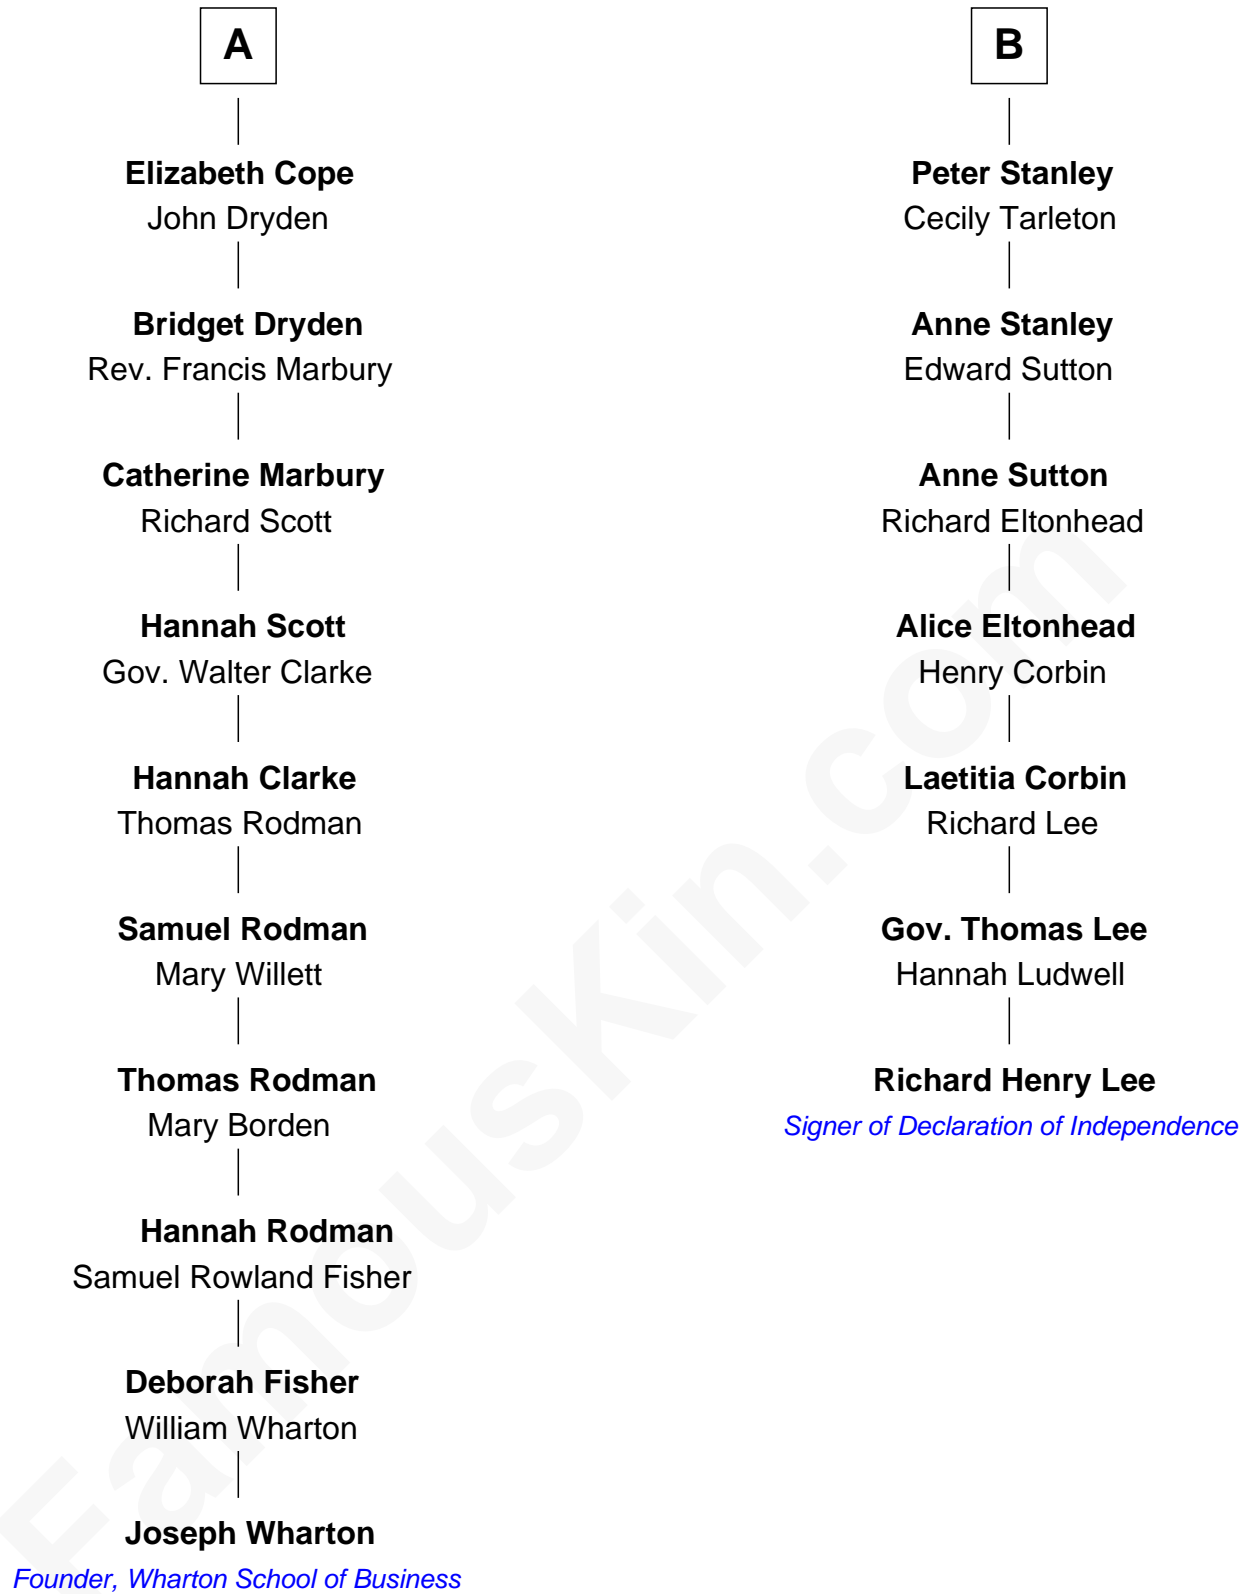 A
Elizabeth Cope
John Dryden
Bridget Dryden
Rev. Francis Marbury
Catherine Marbury
Richard Scott
Hannah Scott
Gov. Walter Clarke
Hannah Clarke
Thomas Rodman
Samuel Rodman
Mary Willett
Thomas Rodman
Mary Borden
Hannah Rodman
Samuel Rowland Fisher
Deborah Fisher
William Wharton
Joseph Wharton
Founder, Wharton School of Business
B
Peter Stanley
Cecily Tarleton
Anne Stanley
Edward Sutton
Anne Sutton
Richard Eltonhead
Alice Eltonhead
Henry Corbin
Laetitia Corbin
Richard Lee
Gov. Thomas Lee
Hannah Ludwell
Richard Henry Lee
Signer of Declaration of Independence
FamousKin.com